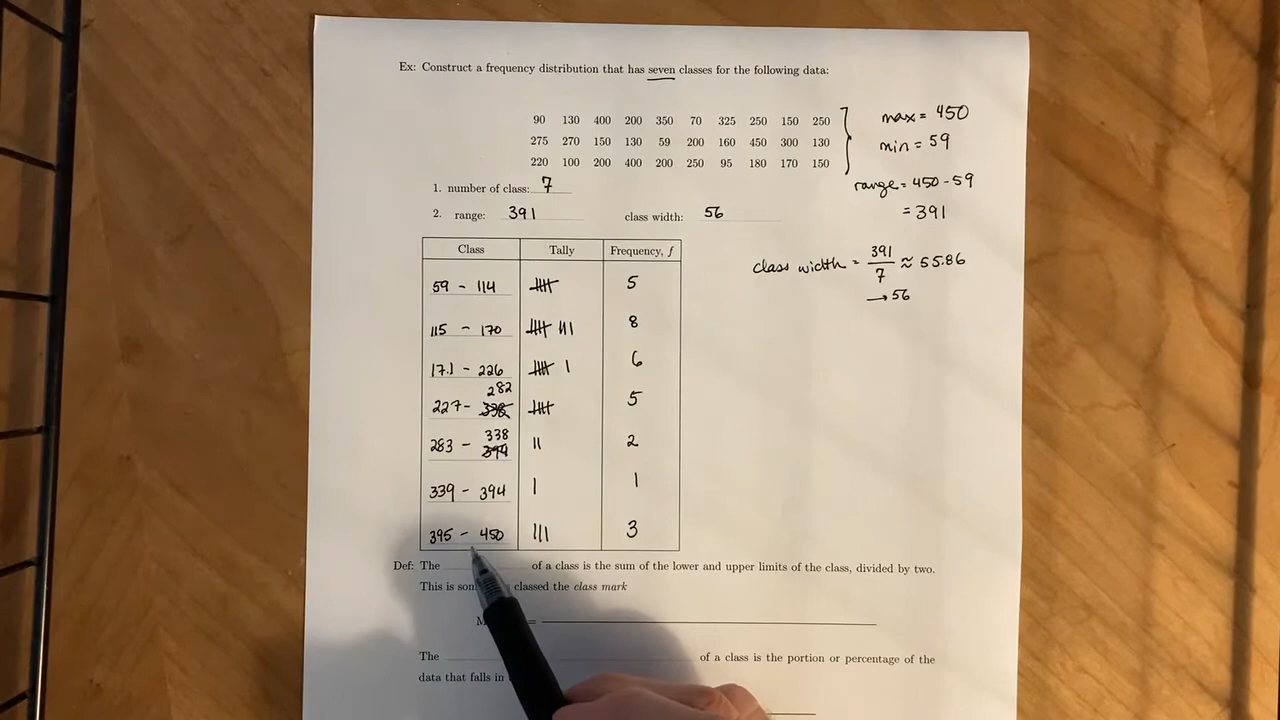 Ex: Construct a frequency distribution that has seven classes for the following data:
90 130 400 200 350 70 325 250 150 250
275 270 150 130 59 200 160 450 300 130
220 100 200 400 200 250 95 180 170 150
max = 450
min = 59
range = 450 - 59
= 391
1. number of class: 7
2. range: 391 class width: 56
class width = 391/7 ≈ 55.86
→ 56
Class Tally Frequency, f
59 - 114 5
115 - 170 8
171 - 226 6
282
227 - 338 5
338
283 - 394 2
339 - 394 1
395 - 450 3
Def: The of a class is the sum of the lower and upper limits of the class, divided by two.
This is classed the class mark
=
The of a class is the portion or percentage of the
data that falls in